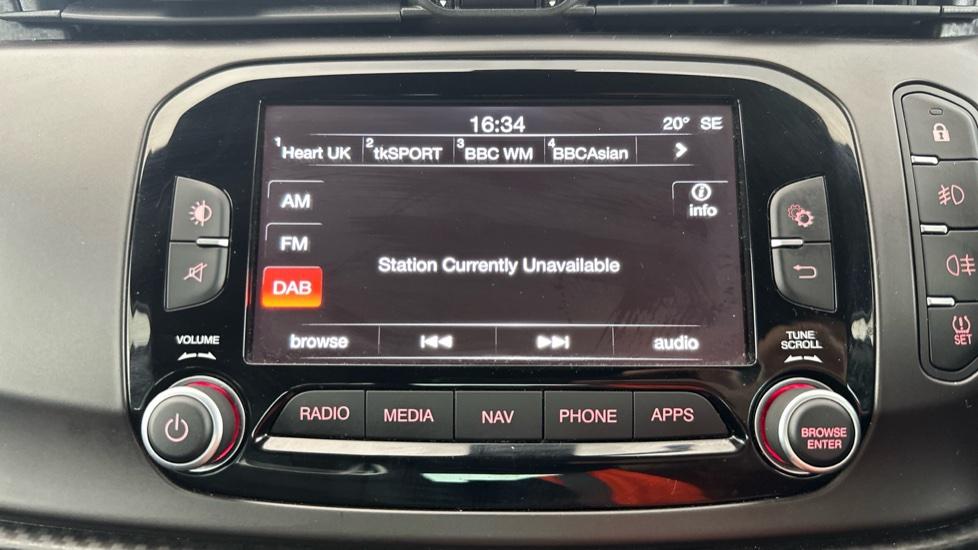 16:34 20° SE
1 Heart UK 2 tkSPORT 3 BBC WM 4 BBCAsian
AM
info
FM
Station Currently Unavailable
DAB
browse audio
VOLUME
TUNE
SCROLL
SET
RADIO MEDIA NAV PHONE APPS
BROWSE
ENTER